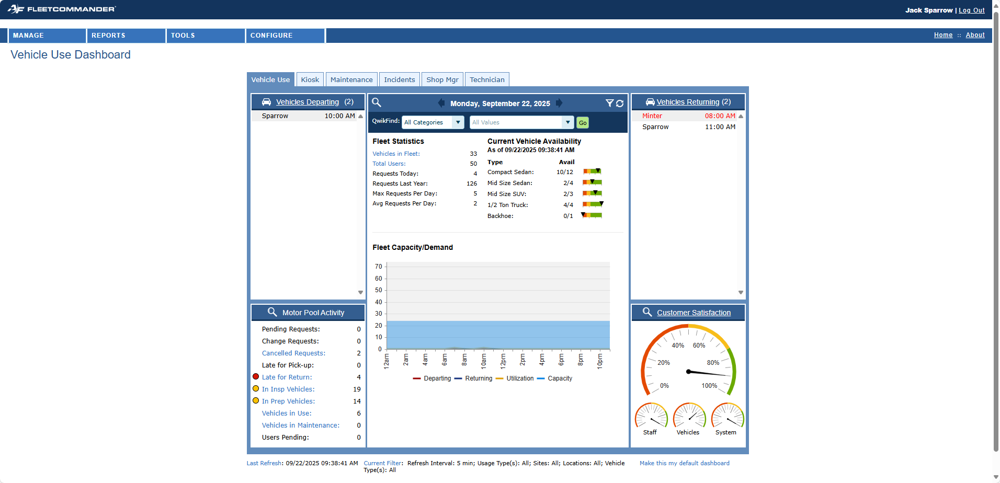 FLEETCOMMANDER
Jack Sparrow | Log Out
MANAGE REPORTS TOOLS CONFIGURE
Home :: About
Vehicle Use Dashboard
Vehicle Use Kiosk Maintenance Incidents Shop Mgr Technician
Vehicles Departing (2)
Sparrow 10:00 AM
Monday, September 22, 2025
QwikFind: All Categories All Values Go
Fleet Statistics
Vehicles in Fleet: 33
Total Users: 50
Requests Today: 4
Requests Last Year: 126
Max Requests Per Day: 5
Avg Requests Per Day: 2
Current Vehicle Availability
As of 09/22/2025 09:38:41 AM
Type Avail
Compact Sedan: 10/12
Mid Size Sedan: 2/4
Mid Size SUV: 2/3
1/2 Ton Truck: 4/4
Backhoe: 0/1
Fleet Capacity/Demand
70
60
50
40
30
20
10
0
12am 2am 4am 6am 8am 10am 12pm 2pm 4pm 6pm 8pm 10pm
Departing Returning Utilization Capacity
Vehicles Returning (2)
Minter 08:00 AM
Sparrow 11:00 AM
Motor Pool Activity
Pending Requests: 0
Change Requests: 0
Cancelled Requests: 2
Late for Pick-up: 0
Late for Return: 4
In Insp Vehicles: 19
In Prep Vehicles: 14
Vehicles in Use: 6
Vehicles in Maintenance: 0
Users Pending: 0
Customer Satisfaction
40% 60%
20% 80%
0% 100%
Staff Vehicles System
Last Refresh: 09/22/2025 09:38:41 AM
Current Filter: Refresh Interval: 5 min; Usage Type(s): All; Sites: All; Locations: All; Vehicle
Type(s): All
Make this my default dashboard